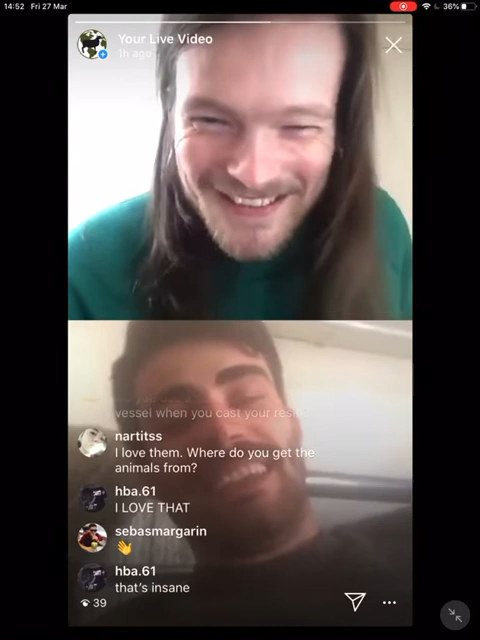 14:52 Fri 27 Mar 36%
Your Live Video
1h ago
vessel when you cast your resin
nartitss
I love them. Where do you get the
animals from?
hba.61
I LOVE THAT
sebasmargarin
👋
hba.61
that's insane
39